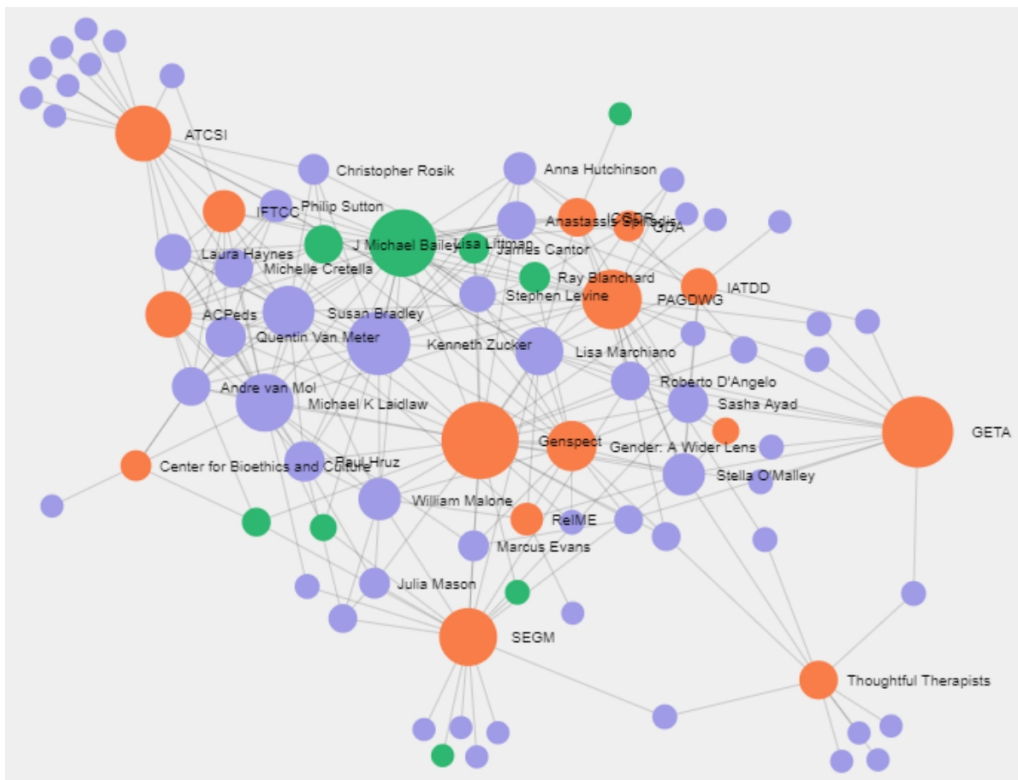 ATCSI
Christopher Rosik
Anna Hutchinson
IFTCC
Philip Sutton
Anastassis Spiliadis
ICGDR
GDA
J Michael Bailey
Lisa Littman
James Cantor
Laura Haynes
Michelle Cretella
Ray Blanchard
Stephen Levine
PAGDWG
IATDD
ACPeds
Susan Bradley
Quentin Van Meter
Kenneth Zucker
Lisa Marchiano
Andre van Mol
Roberto D'Angelo
Michael K Laidlaw
Sasha Ayad
GETA
Genspect
Gender: A Wider Lens
Center for Bioethics and Culture
Paul Hruz
Stella O'Malley
William Malone
ReIME
Marcus Evans
Julia Mason
SEGM
Thoughtful Therapists